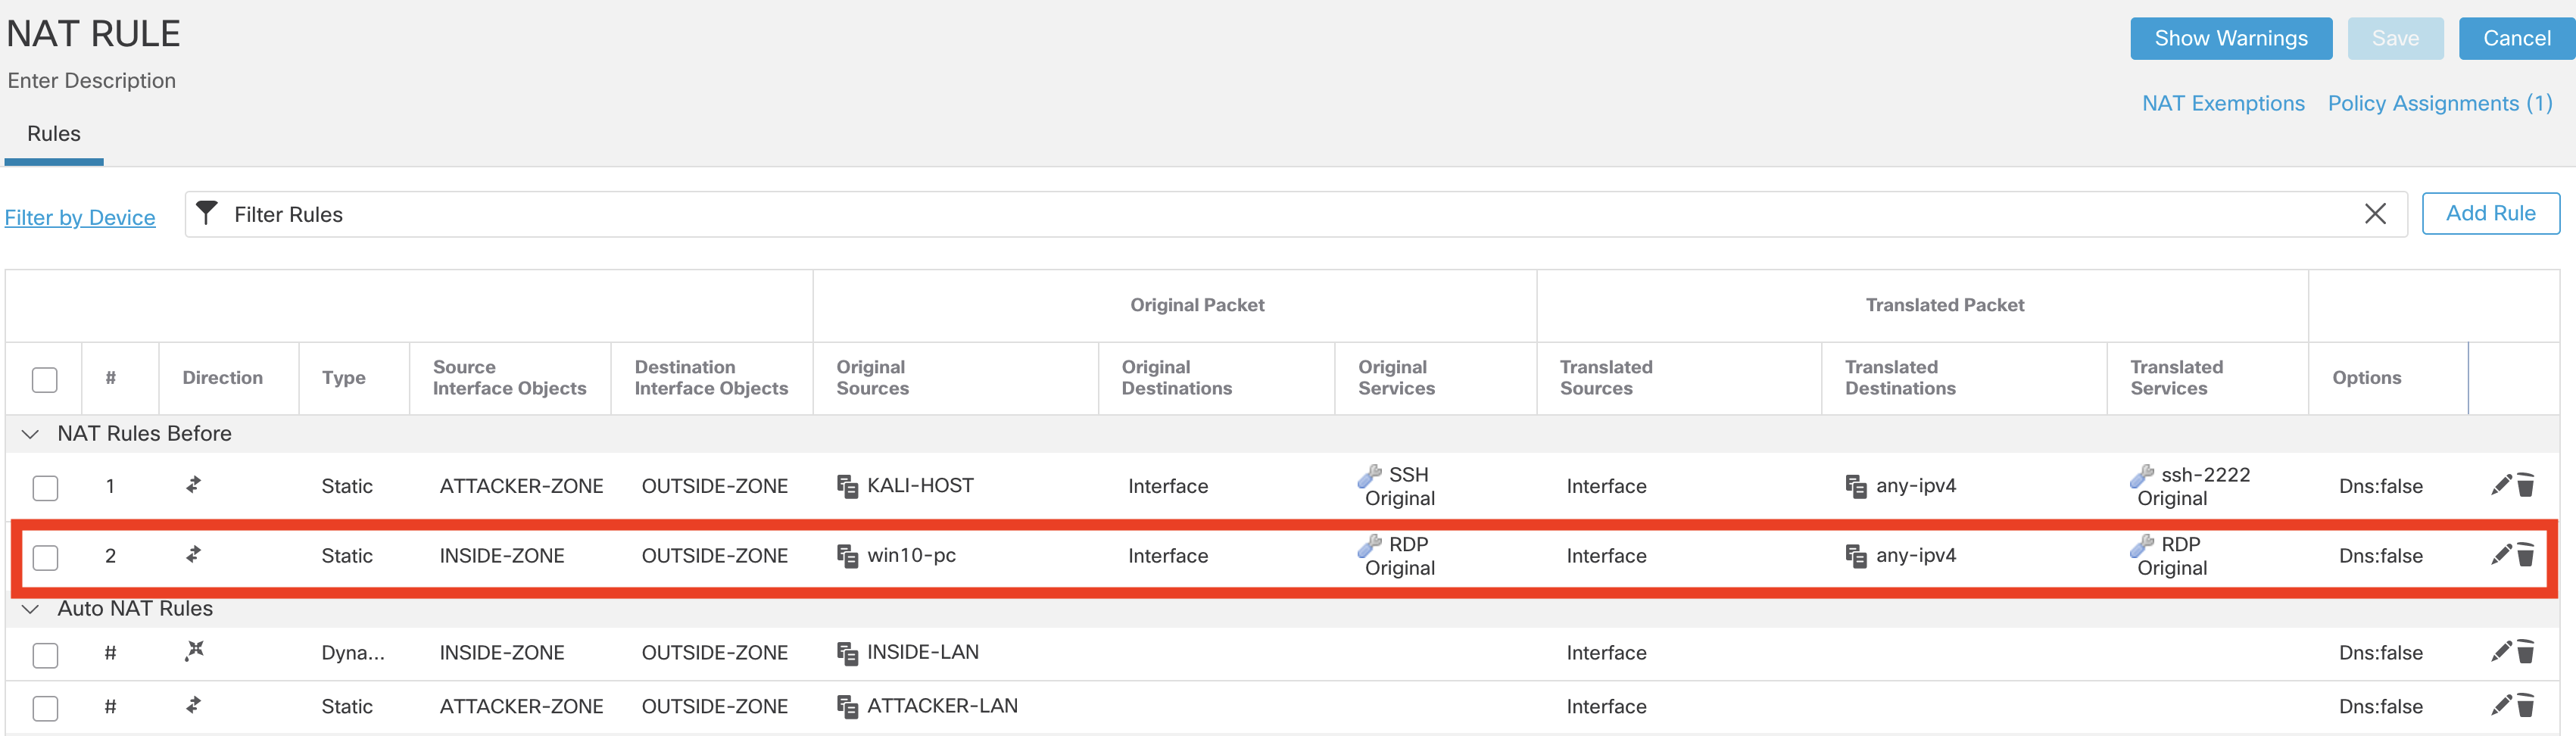 NAT RULE
Show Warnings Save Cancel
Enter Description
NAT Exemptions Policy Assignments (1)
Rules
Filter by Device Filter Rules Add Rule
Original Packet Translated Packet
# Direction Type Source Interface Objects Destination Interface Objects Original Sources Original Destinations Original Services Translated Sources Translated Destinations Translated Services Options
NAT Rules Before
1 Static ATTACKER-ZONE OUTSIDE-ZONE KALI-HOST Interface SSH Original Interface any-ipv4 ssh-2222 Original Dns:false
2 Static INSIDE-ZONE OUTSIDE-ZONE win10-pc Interface RDP Original Interface any-ipv4 RDP Original Dns:false
Auto NAT Rules
# Dyna... INSIDE-ZONE OUTSIDE-ZONE INSIDE-LAN Interface Dns:false
# Static ATTACKER-ZONE OUTSIDE-ZONE ATTACKER-LAN Interface Dns:false